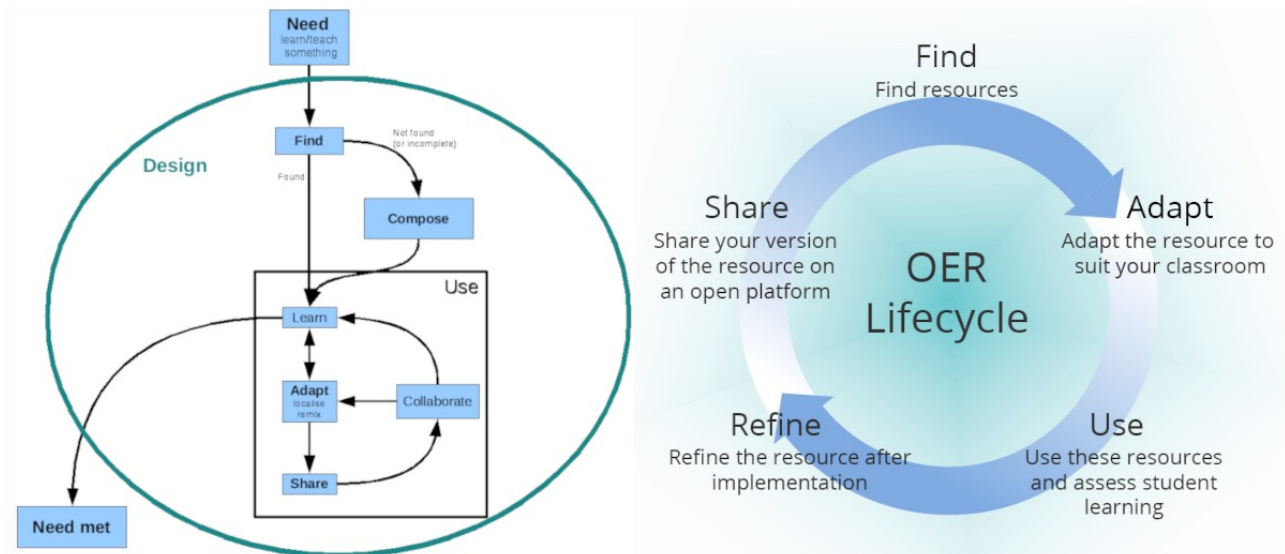 Need
learn/teach
something
Design
Find
Not found
(or incomplete)
Found
Compose
Use
Learn
Adapt
localise
remix
Collaborate
Share
Need met
Find
Find resources
Adapt
Adapt the resource to
suit your classroom
Use
Use these resources
and assess student
learning
Refine
Refine the resource after
implementation
Share
Share your version
of the resource on
an open platform
OER
Lifecycle